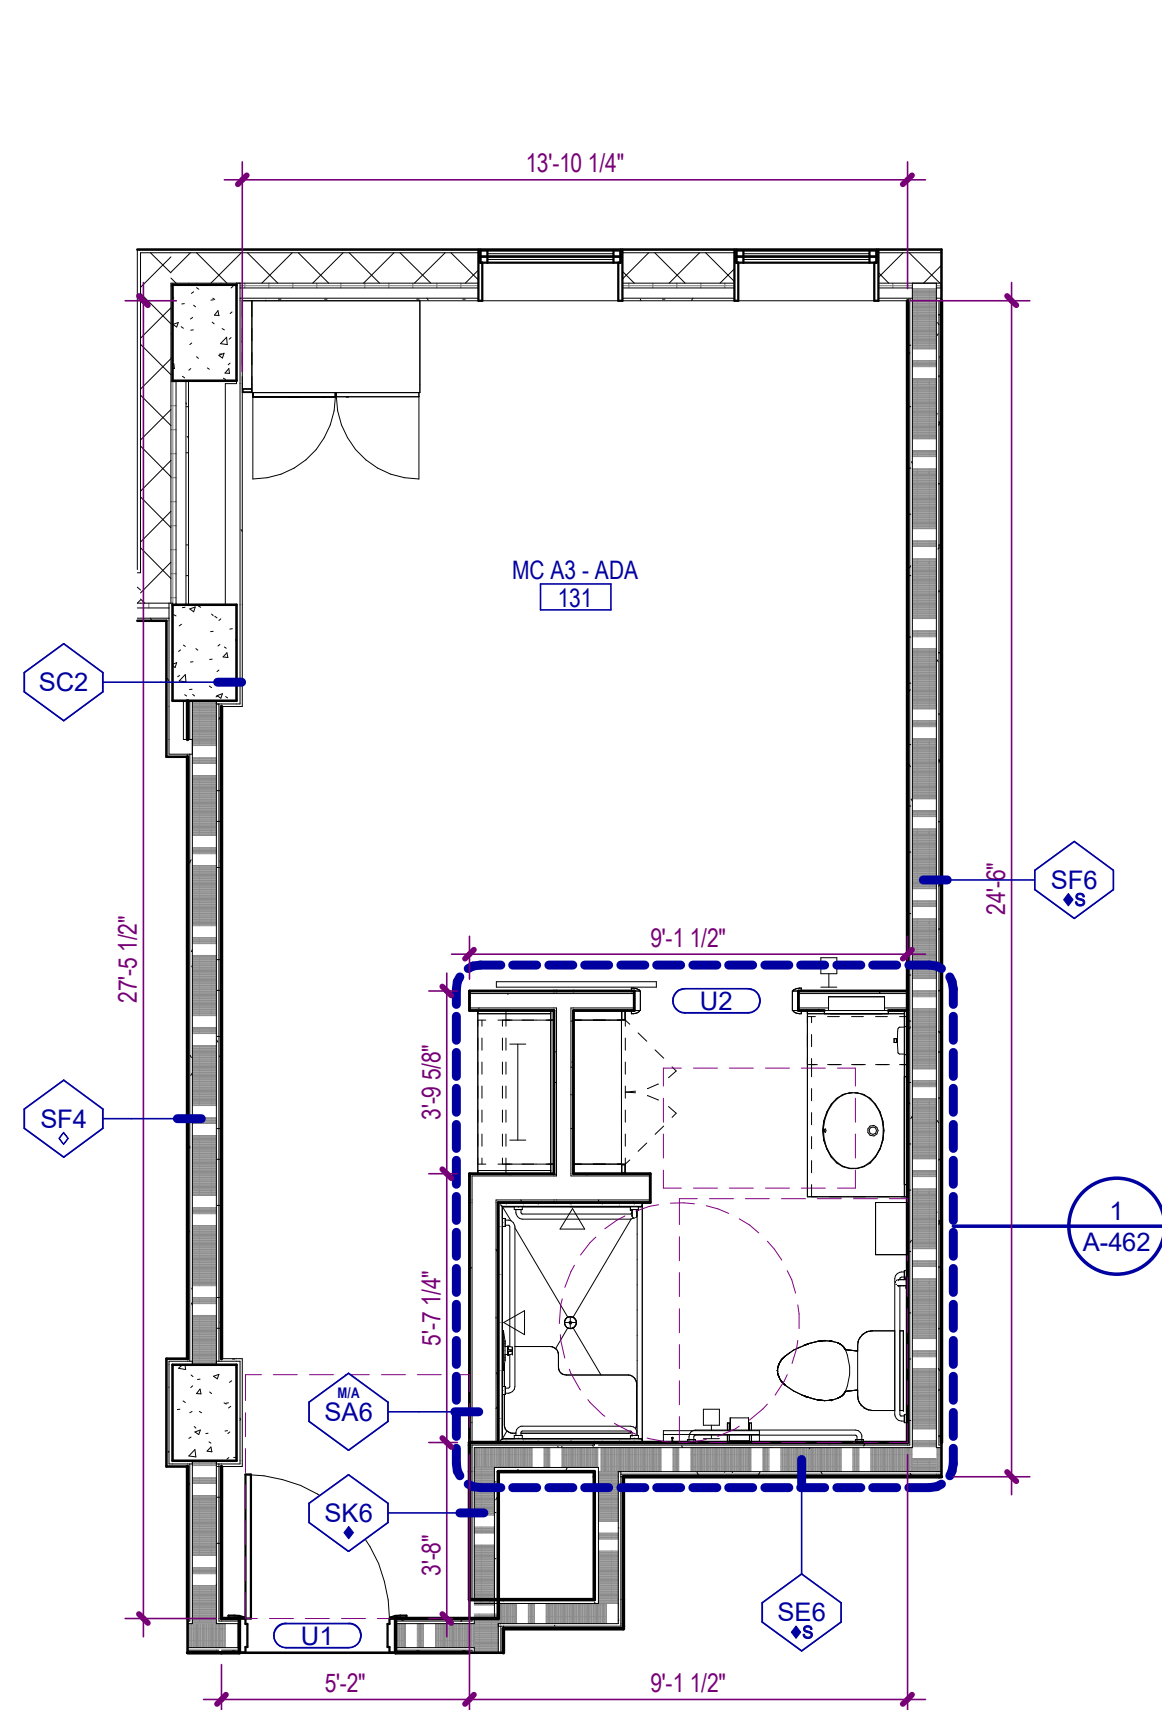 13'-10 1/4"
MC A3 - ADA
131
SC2
SF6
◆S
24'-6"
27'-5 1/2"
9'-1 1/2"
U2
3'-9 5/8"
SF4
◇
1
A-462
5'-7 1/4"
M/A
SA6
SK6
◆
3'-8"
SE6
◆S
U1
5'-2"
9'-1 1/2"